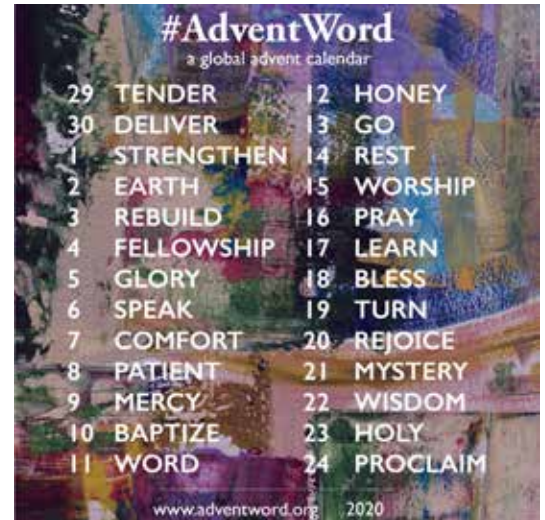 #AdventWord
a global advent calendar
29 TENDER
30 DELIVER
1 STRENGTHEN
2 EARTH
3 REBUILD
4 FELLOWSHIP
5 GLORY
6 SPEAK
7 COMFORT
8 PATIENT
9 MERCY
10 BAPTIZE
11 WORD
12 HONEY
13 GO
14 REST
15 WORSHIP
16 PRAY
17 LEARN
18 BLESS
19 TURN
20 REJOICE
21 MYSTERY
22 WISDOM
23 HOLY
24 PROCLAIM
www.adventword.org 2020